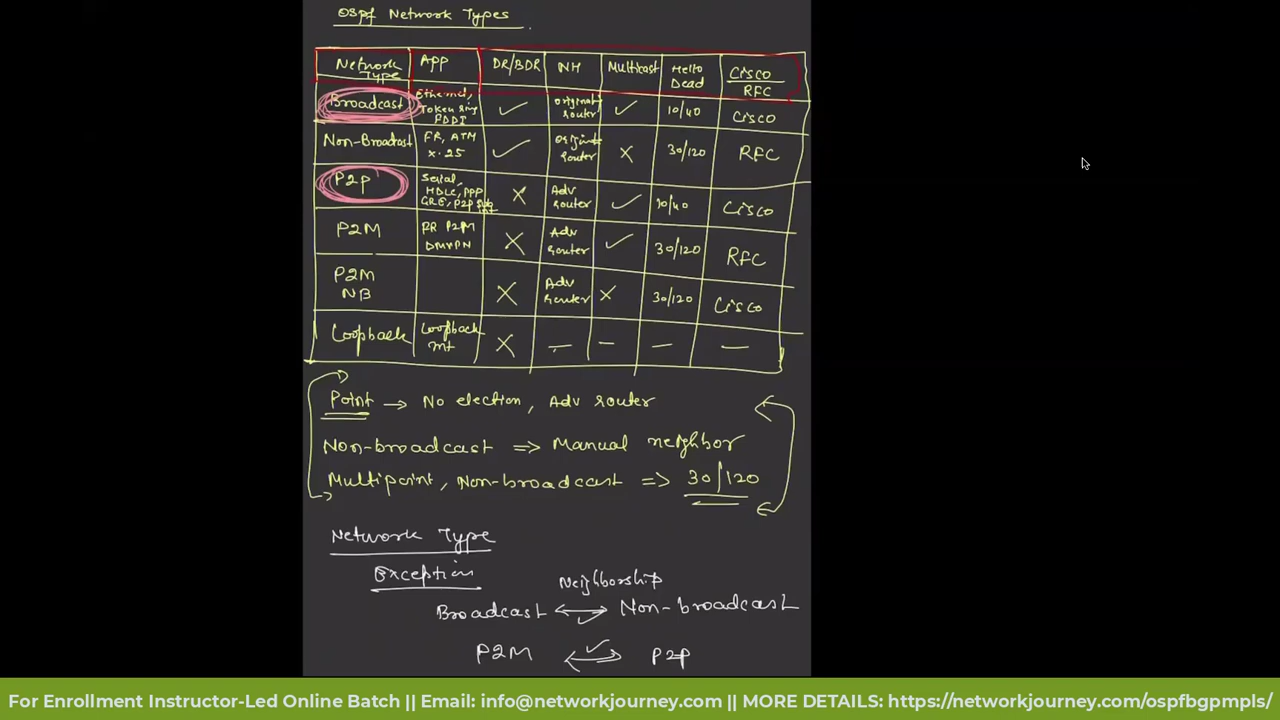 OSPF Network Types
Network Type APP DR/BDR NH Multicast Hello Dead Cisco/RFC
Broadcast Ethernet, Token ring FDDI ✓ original router ✓ 10/40 Cisco
Non-Broadcast FR, ATM X.25 ✓ original router × 30/120 RFC
P2P Serial, HDLC, PPP GRE, P2P × Adv router ✓ 10/40 Cisco
P2M FR P2M DMVPN × Adv router ✓ 30/120 RFC
P2M NB × Adv router × 30/120 Cisco
Loopback Loopback Int × — — — —
Point → No election, Adv router
Non-broadcast => Manual neighbor
Multipoint, Non-broadcast => 30/120
Network Type
Exception
Neighborship
Broadcast ⟷ Non-broadcast
✓
P2M ⟷ P2P
For Enrollment Instructor-Led Online Batch || Email: info@networkjourney.com || MORE DETAILS: https://networkjourney.com/ospfbgpmpls/